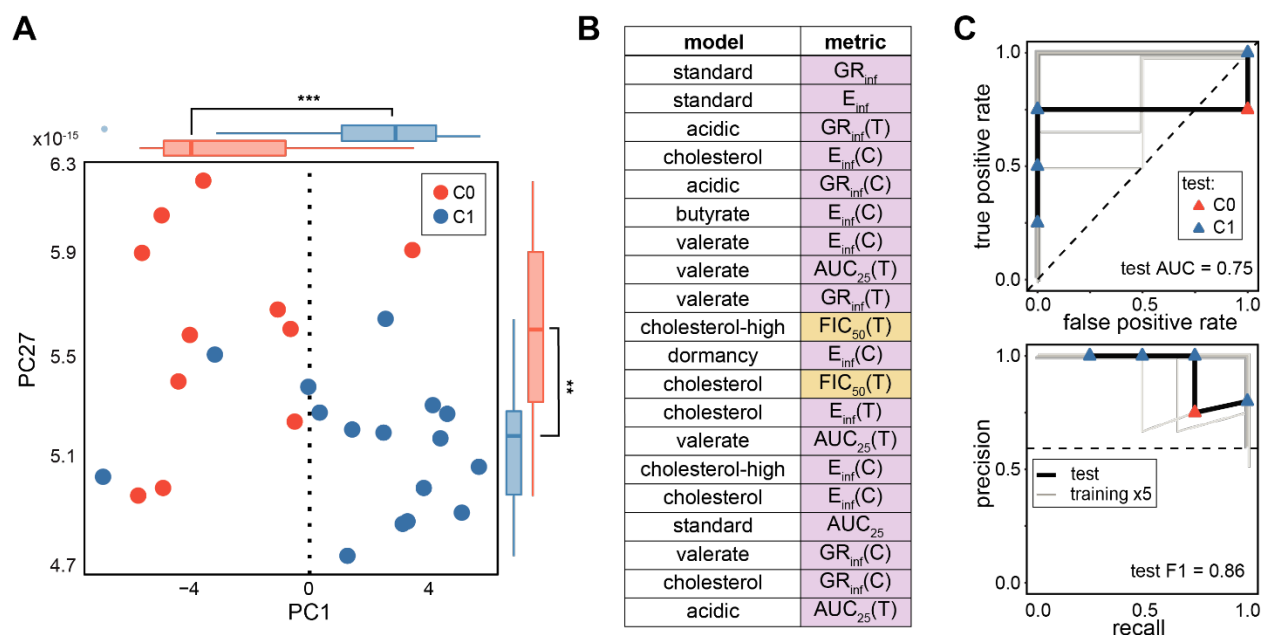 A
***
x10⁻¹⁵
6.3
5.9
5.5
5.1
4.7
PC27
C0
C1
**
−4
0
4
PC1
B
model metric
standard GRinf
standard Einf
acidic GRinf(T)
cholesterol Einf(C)
acidic GRinf(C)
butyrate Einf(C)
valerate Einf(C)
valerate AUC25(T)
valerate GRinf(T)
cholesterol-high FIC50(T)
dormancy Einf(C)
cholesterol FIC50(T)
cholesterol Einf(T)
valerate AUC25(T)
cholesterol-high Einf(C)
cholesterol Einf(C)
standard AUC25
valerate GRinf(C)
cholesterol GRinf(C)
acidic AUC25(T)
C
true positive rate
1.0
0.5
0.0
test:
C0
C1
test AUC = 0.75
0.0 0.5 1.0
false positive rate
precision
1.0
0.5
0.0
test
training x5
test F1 = 0.86
0.0 0.5 1.0
recall